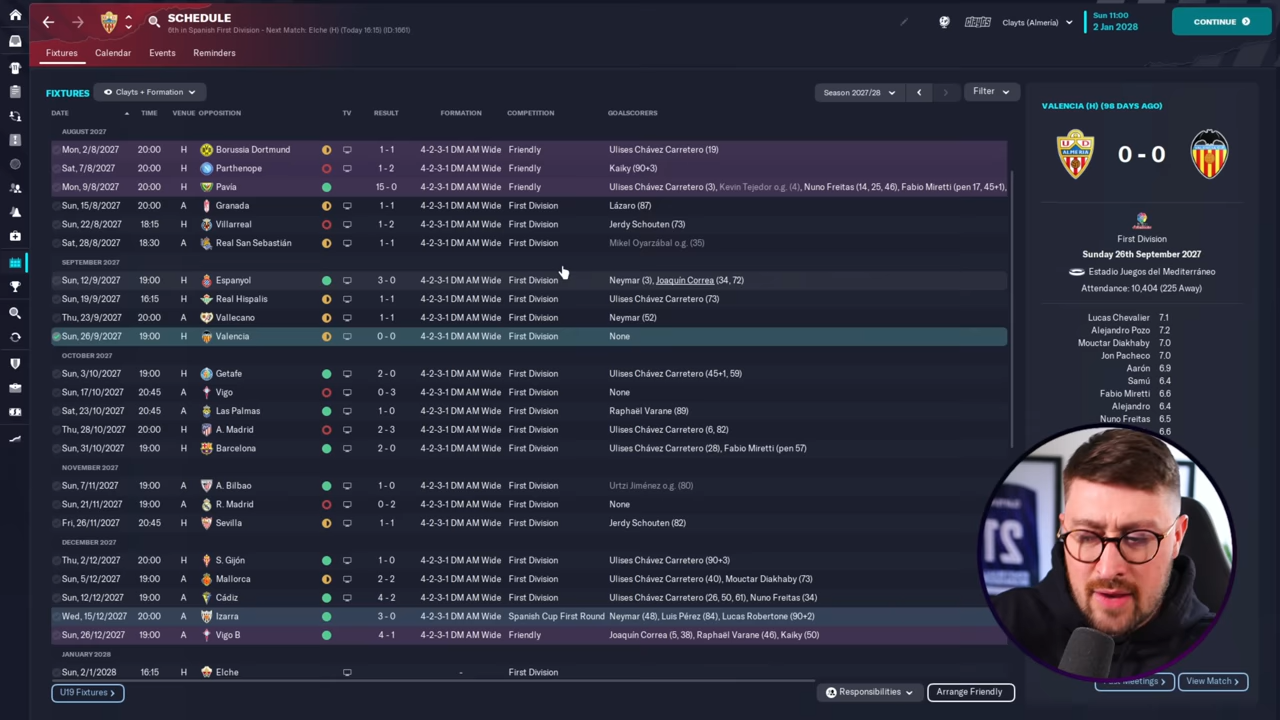 SCHEDULE
6th in Spanish First Division - Next Match: Elche (H) (Today 16:15) (ID:1661)
CLAYTS
Clayts (Almeria)
Sun 11:00
2 Jan 2028
CONTINUE
Fixtures Calendar Events Reminders
FIXTURES Clayts + Formation Season 2027/28 Filter
DATE TIME VENUE OPPOSITION TV RESULT FORMATION COMPETITION GOALSCORERS
AUGUST 2027
Mon, 2/8/2027 20:00 H Borussia Dortmund 1 - 1 4-2-3-1 DM AM Wide Friendly Ulises Chávez Carretero (19)
Sat, 7/8/2027 20:00 H Parthenope 1 - 2 4-2-3-1 DM AM Wide Friendly Kaiky (90+3)
Mon, 9/8/2027 20:00 H Pavia 15 - 0 4-2-3-1 DM AM Wide Friendly Ulises Chávez Carretero (3), Kevin Tejedor o.g. (4), Nuno Freitas (14, 25, 46), Fabio Miretti (pen 17, 45+1),
Sun, 15/8/2027 20:00 A Granada 1 - 1 4-2-3-1 DM AM Wide First Division Lázaro (87)
Sun, 22/8/2027 18:15 H Villarreal 1 - 2 4-2-3-1 DM AM Wide First Division Jerdy Schouten (73)
Sat, 28/8/2027 18:30 A Real San Sebastián 1 - 1 4-2-3-1 DM AM Wide First Division Mikel Oyarzábal o.g. (35)
SEPTEMBER 2027
Sun, 12/9/2027 19:00 H Espanyol 3 - 0 4-2-3-1 DM AM Wide First Division Neymar (3), Joaquín Correa (34, 72)
Sun, 19/9/2027 16:15 H Real Hispalis 1 - 1 4-2-3-1 DM AM Wide First Division Ulises Chávez Carretero (73)
Thu, 23/9/2027 20:00 A Vallecano 1 - 1 4-2-3-1 DM AM Wide First Division Neymar (52)
Sun, 26/9/2027 19:00 H Valencia 0 - 0 4-2-3-1 DM AM Wide First Division None
OCTOBER 2027
Sun, 3/10/2027 19:00 H Getafe 2 - 0 4-2-3-1 DM AM Wide First Division Ulises Chávez Carretero (45+1, 59)
Sun, 17/10/2027 20:45 A Vigo 0 - 3 4-2-3-1 DM AM Wide First Division None
Sat, 23/10/2027 20:45 A Las Palmas 1 - 0 4-2-3-1 DM AM Wide First Division Raphaël Varane (89)
Thu, 28/10/2027 20:00 H A. Madrid 2 - 3 4-2-3-1 DM AM Wide First Division Ulises Chávez Carretero (6, 82)
Sun, 31/10/2027 19:00 H Barcelona 2 - 0 4-2-3-1 DM AM Wide First Division Ulises Chávez Carretero (28), Fabio Miretti (pen 57)
NOVEMBER 2027
Sun, 7/11/2027 19:00 A A. Bilbao 1 - 0 4-2-3-1 DM AM Wide First Division Urtzi Jiménez o.g. (80)
Sun, 21/11/2027 19:00 A R. Madrid 0 - 2 4-2-3-1 DM AM Wide First Division None
Fri, 26/11/2027 20:45 H Sevilla 1 - 1 4-2-3-1 DM AM Wide First Division Jerdy Schouten (82)
DECEMBER 2027
Thu, 2/12/2027 20:00 H S. Gijón 1 - 0 4-2-3-1 DM AM Wide First Division Ulises Chávez Carretero (90+3)
Sun, 5/12/2027 19:00 A Mallorca 2 - 2 4-2-3-1 DM AM Wide First Division Ulises Chávez Carretero (40), Mouctar Diakhaby (73)
Sun, 12/12/2027 19:00 A Cádiz 4 - 2 4-2-3-1 DM AM Wide First Division Ulises Chávez Carretero (26, 50, 61), Nuno Freitas (34)
Wed, 15/12/2027 20:00 A Izarra 3 - 0 4-2-3-1 DM AM Wide Spanish Cup First Round Neymar (48), Luis Pérez (84), Lucas Robertone (90+2)
Sun, 26/12/2027 19:00 A Vigo B 4 - 1 4-2-3-1 DM AM Wide Friendly Joaquín Correa (5, 38), Raphaël Varane (46), Kaiky (50)
JANUARY 2028
Sun, 2/1/2028 16:15 H Elche - First Division
U19 Fixtures Responsibilities Arrange Friendly
VALENCIA (H) (98 DAYS AGO)
0 - 0
First Division
Sunday 26th September 2027
Estadio Juegos del Mediterráneo
Attendance: 10,404 (225 Away)
Lucas Chevalier 7.1
Alejandro Pozo 7.2
Mouctar Diakhaby 7.0
Jon Pacheco 7.0
Aarón 6.9
Samú 6.4
Fabio Miretti 6.6
Alejandro 6.4
Nuno Freitas 6.5
6.6
21
Meetings View Match